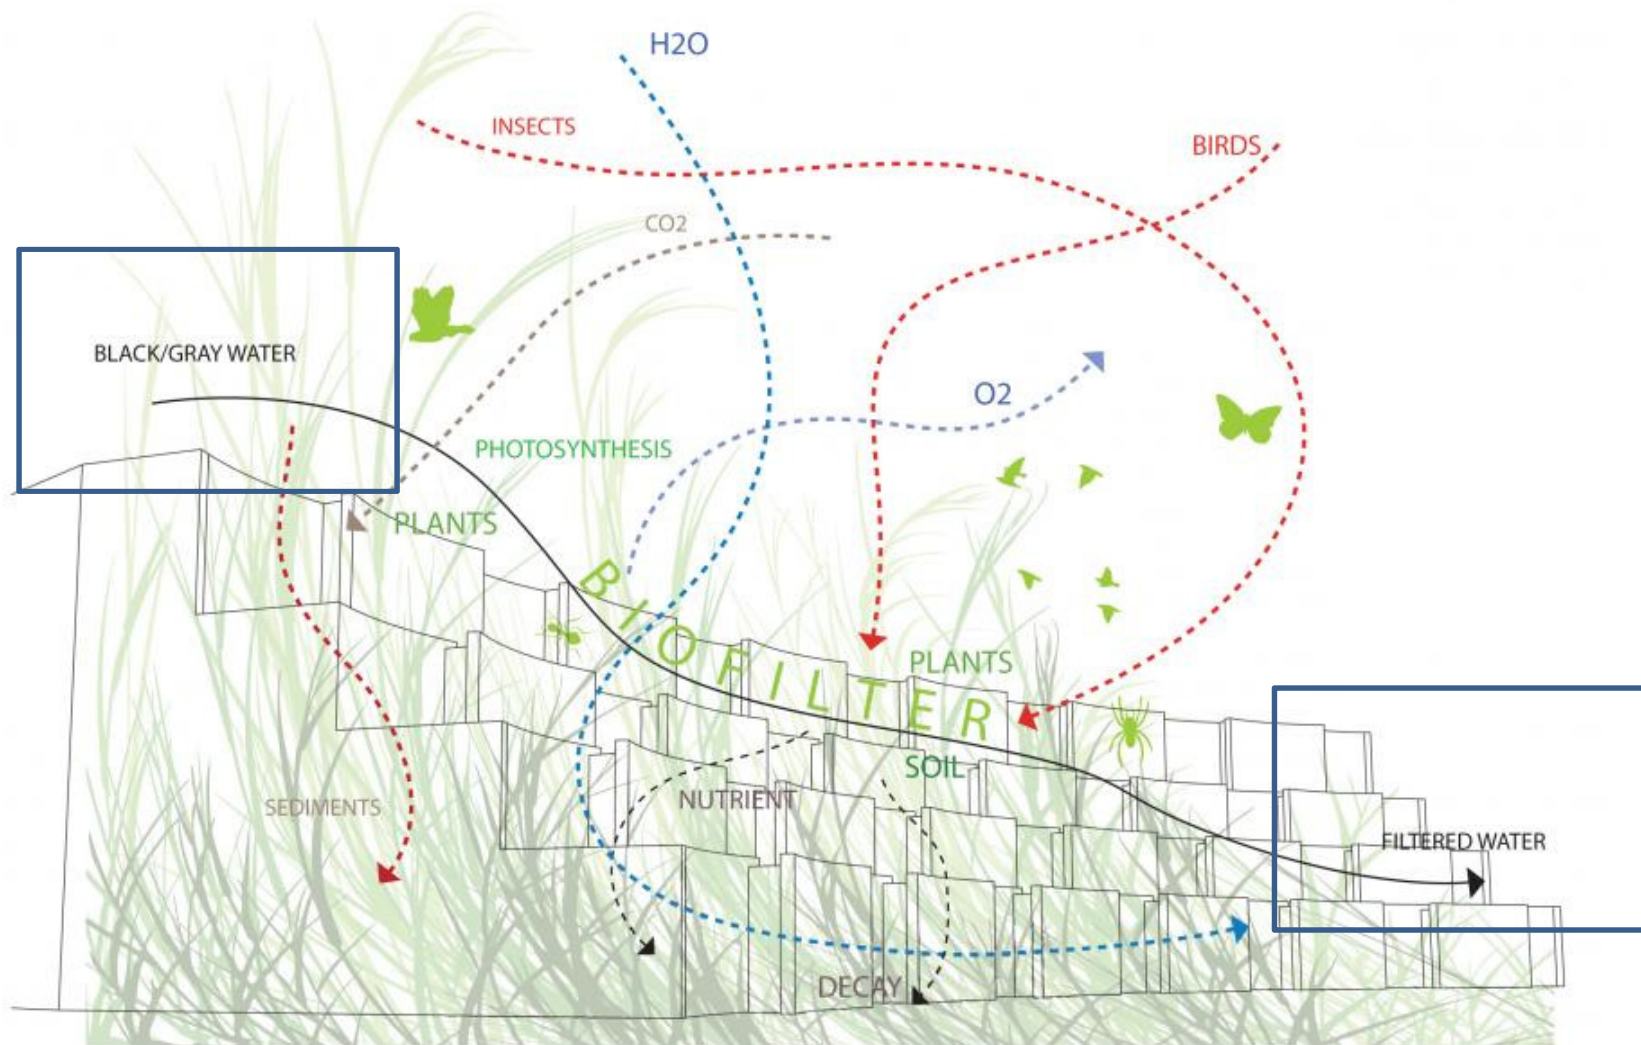 H2O
INSECTS
BIRDS
CO2
BLACK/GRAY WATER
O2
PHOTOSYNTHESIS
PLANTS
BIOFILTER
PLANTS
SOIL
NUTRIENT
SEDIMENTS
FILTERED WATER
DECAY